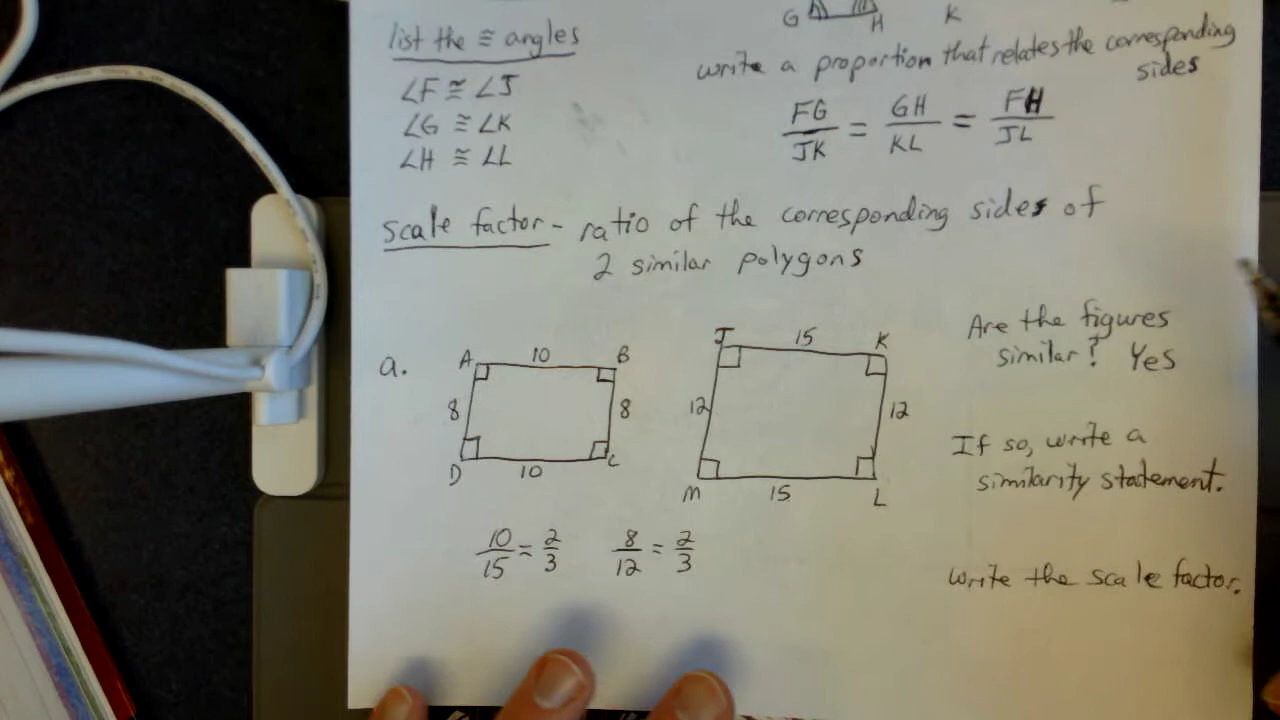 list the ≅ angles
∠F ≅ ∠J
∠G ≅ ∠K
∠H ≅ ∠L
G H K
write a proportion that relates the corresponding
sides
FG/JK = GH/KL = FH/JL
scale factor - ratio of the corresponding sides of
2 similar polygons
a.
A 10 B
8 8
D 10 C
J 15 K
12 12
M 15 L
10/15 = 2/3 8/12 = 2/3
Are the figures
similar? Yes
If so, write a
similarity statement.
Write the scale factor.